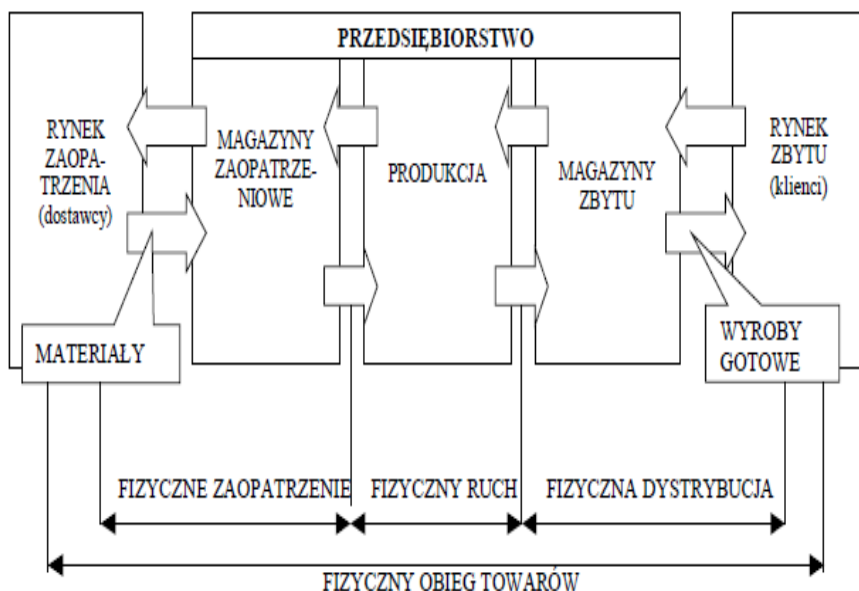 PRZEDSIĘBIORSTWO
RYNEK
ZAOPA-
TRZENIA
(dostawcy)
MAGAZYNY
ZAOPATRZE-
NIOWE
PRODUKCJA
MAGAZYNY
ZBYTU
RYNEK
ZBYTU
(klienci)
MATERIAŁY
WYROBY
GOTOWE
FIZYCZNE ZAOPATRZENIE
FIZYCZNY RUCH
FIZYCZNA DYSTRYBUCJA
FIZYCZNY OBIEG TOWARÓW